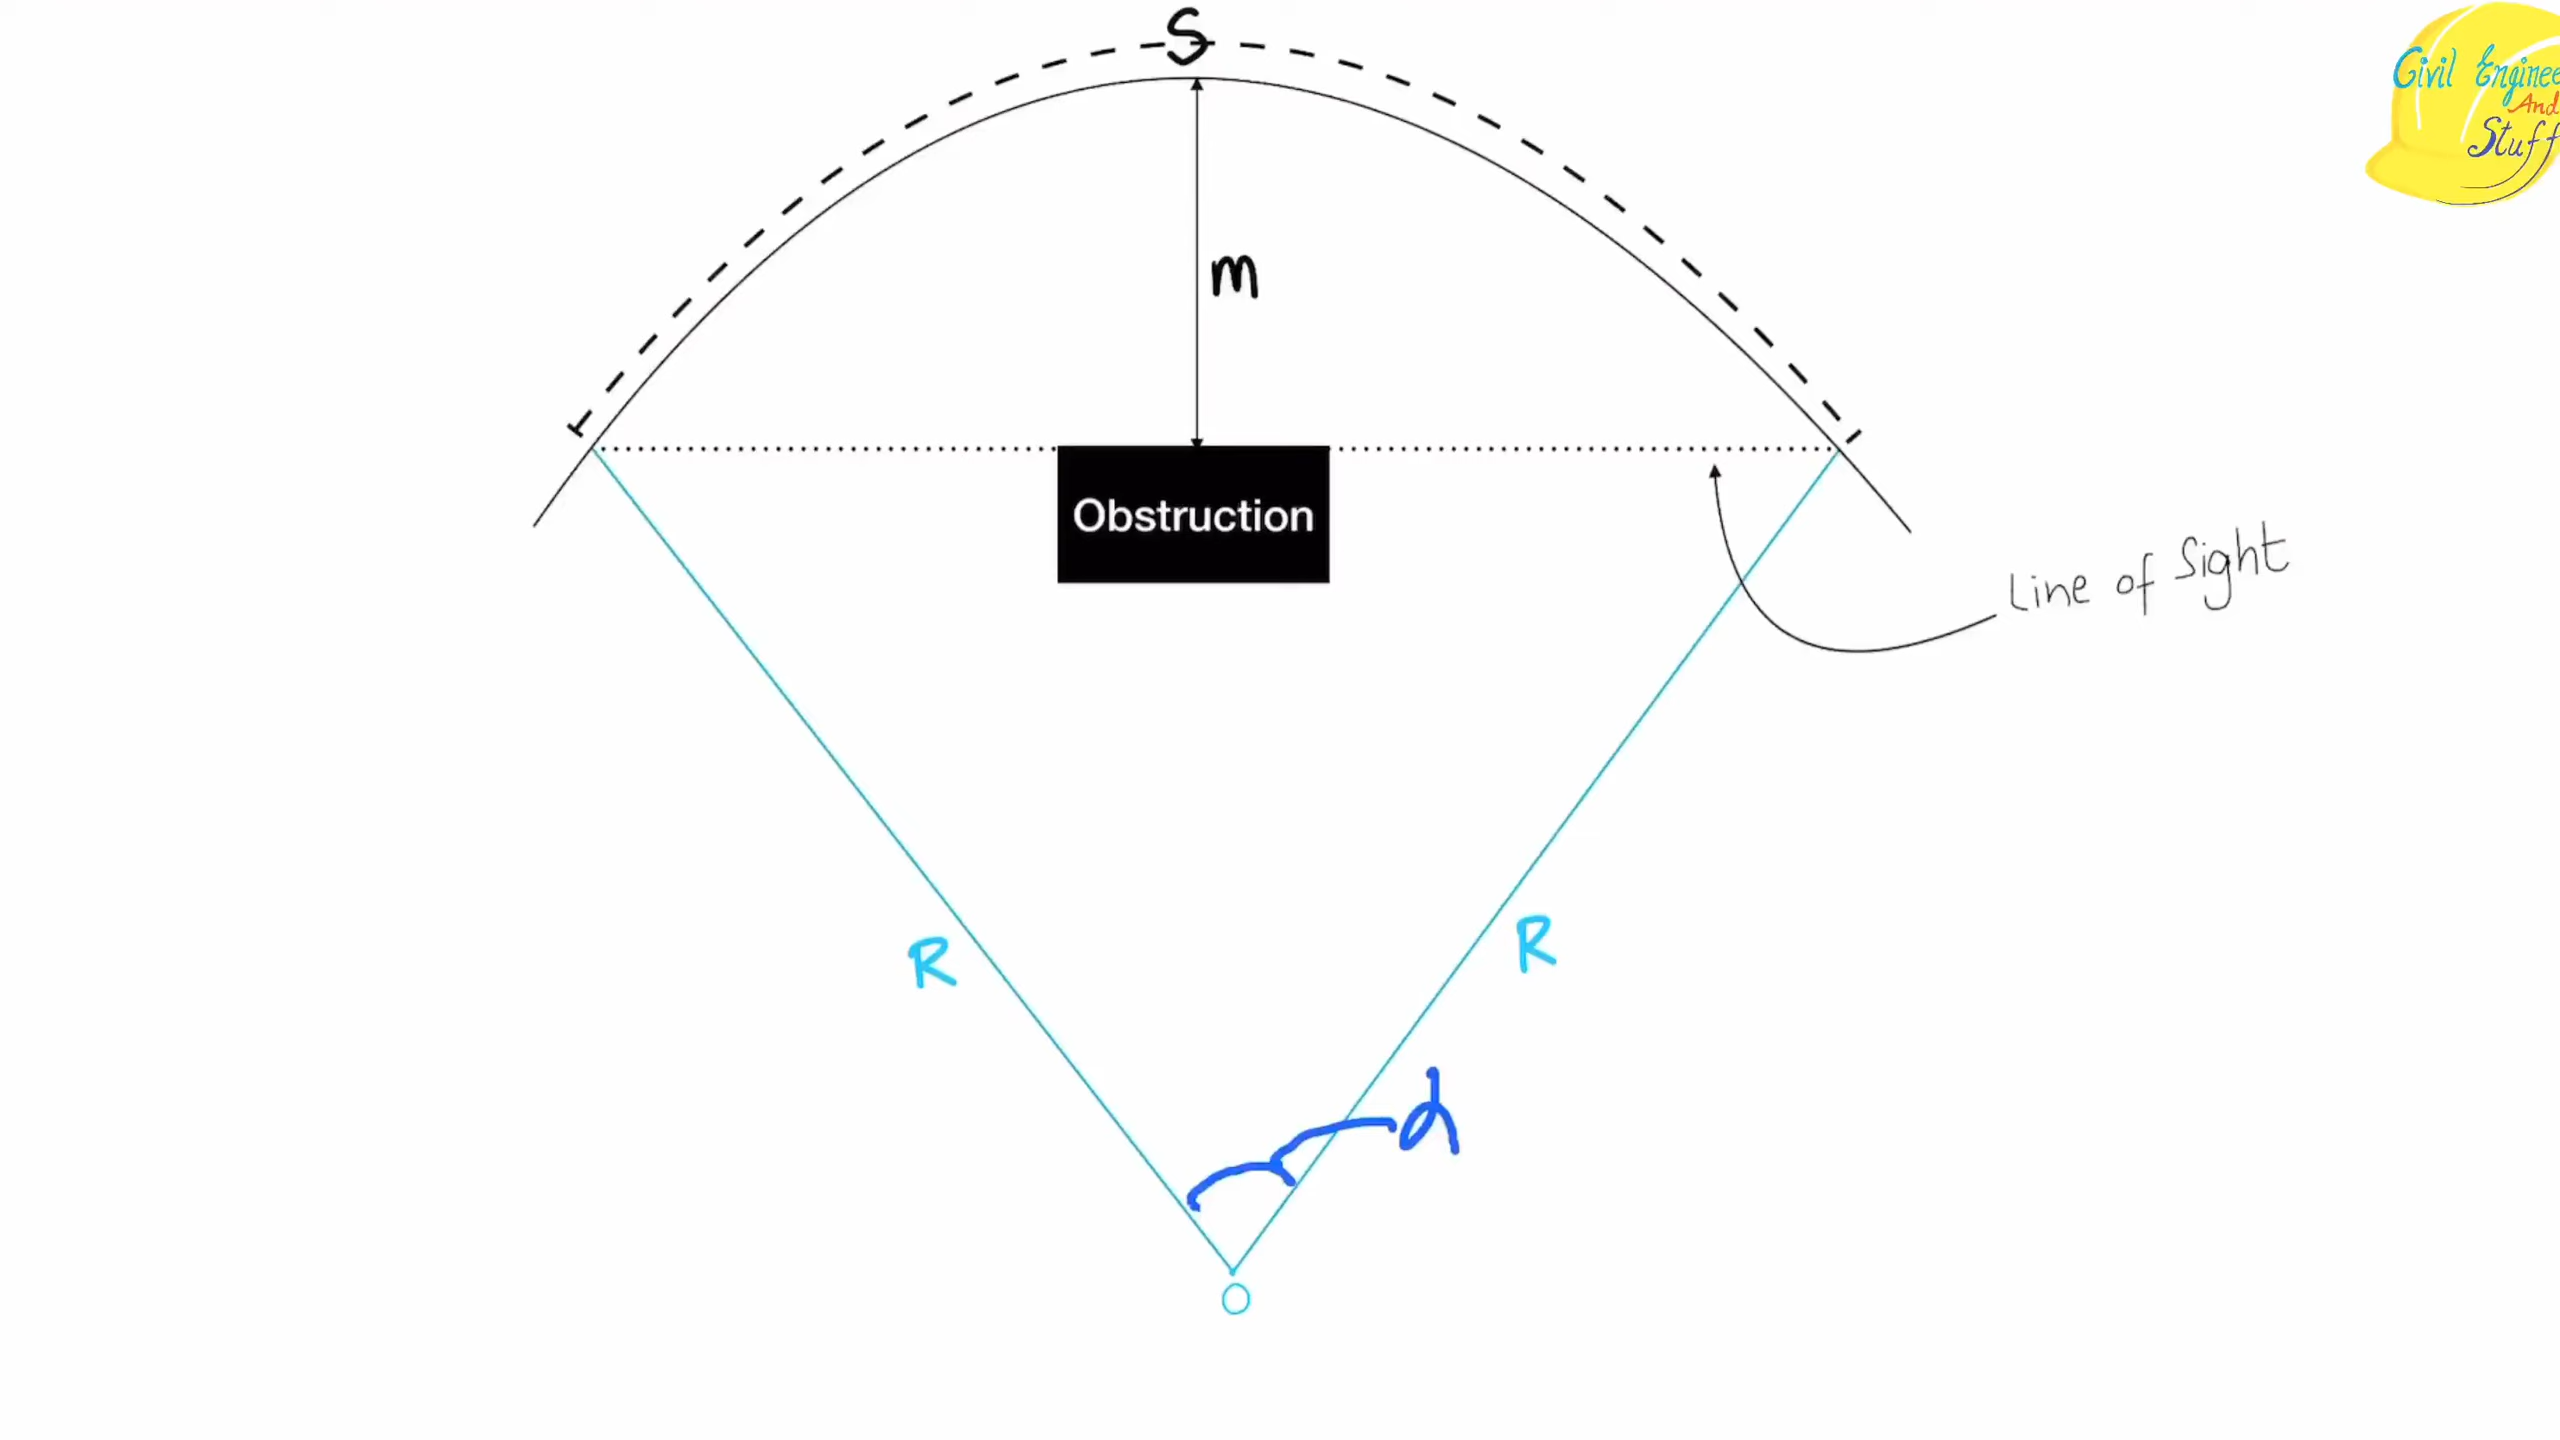 S
Civil Enginee
And
Stuff
m
Obstruction
Line of Sight
R
R
α
O